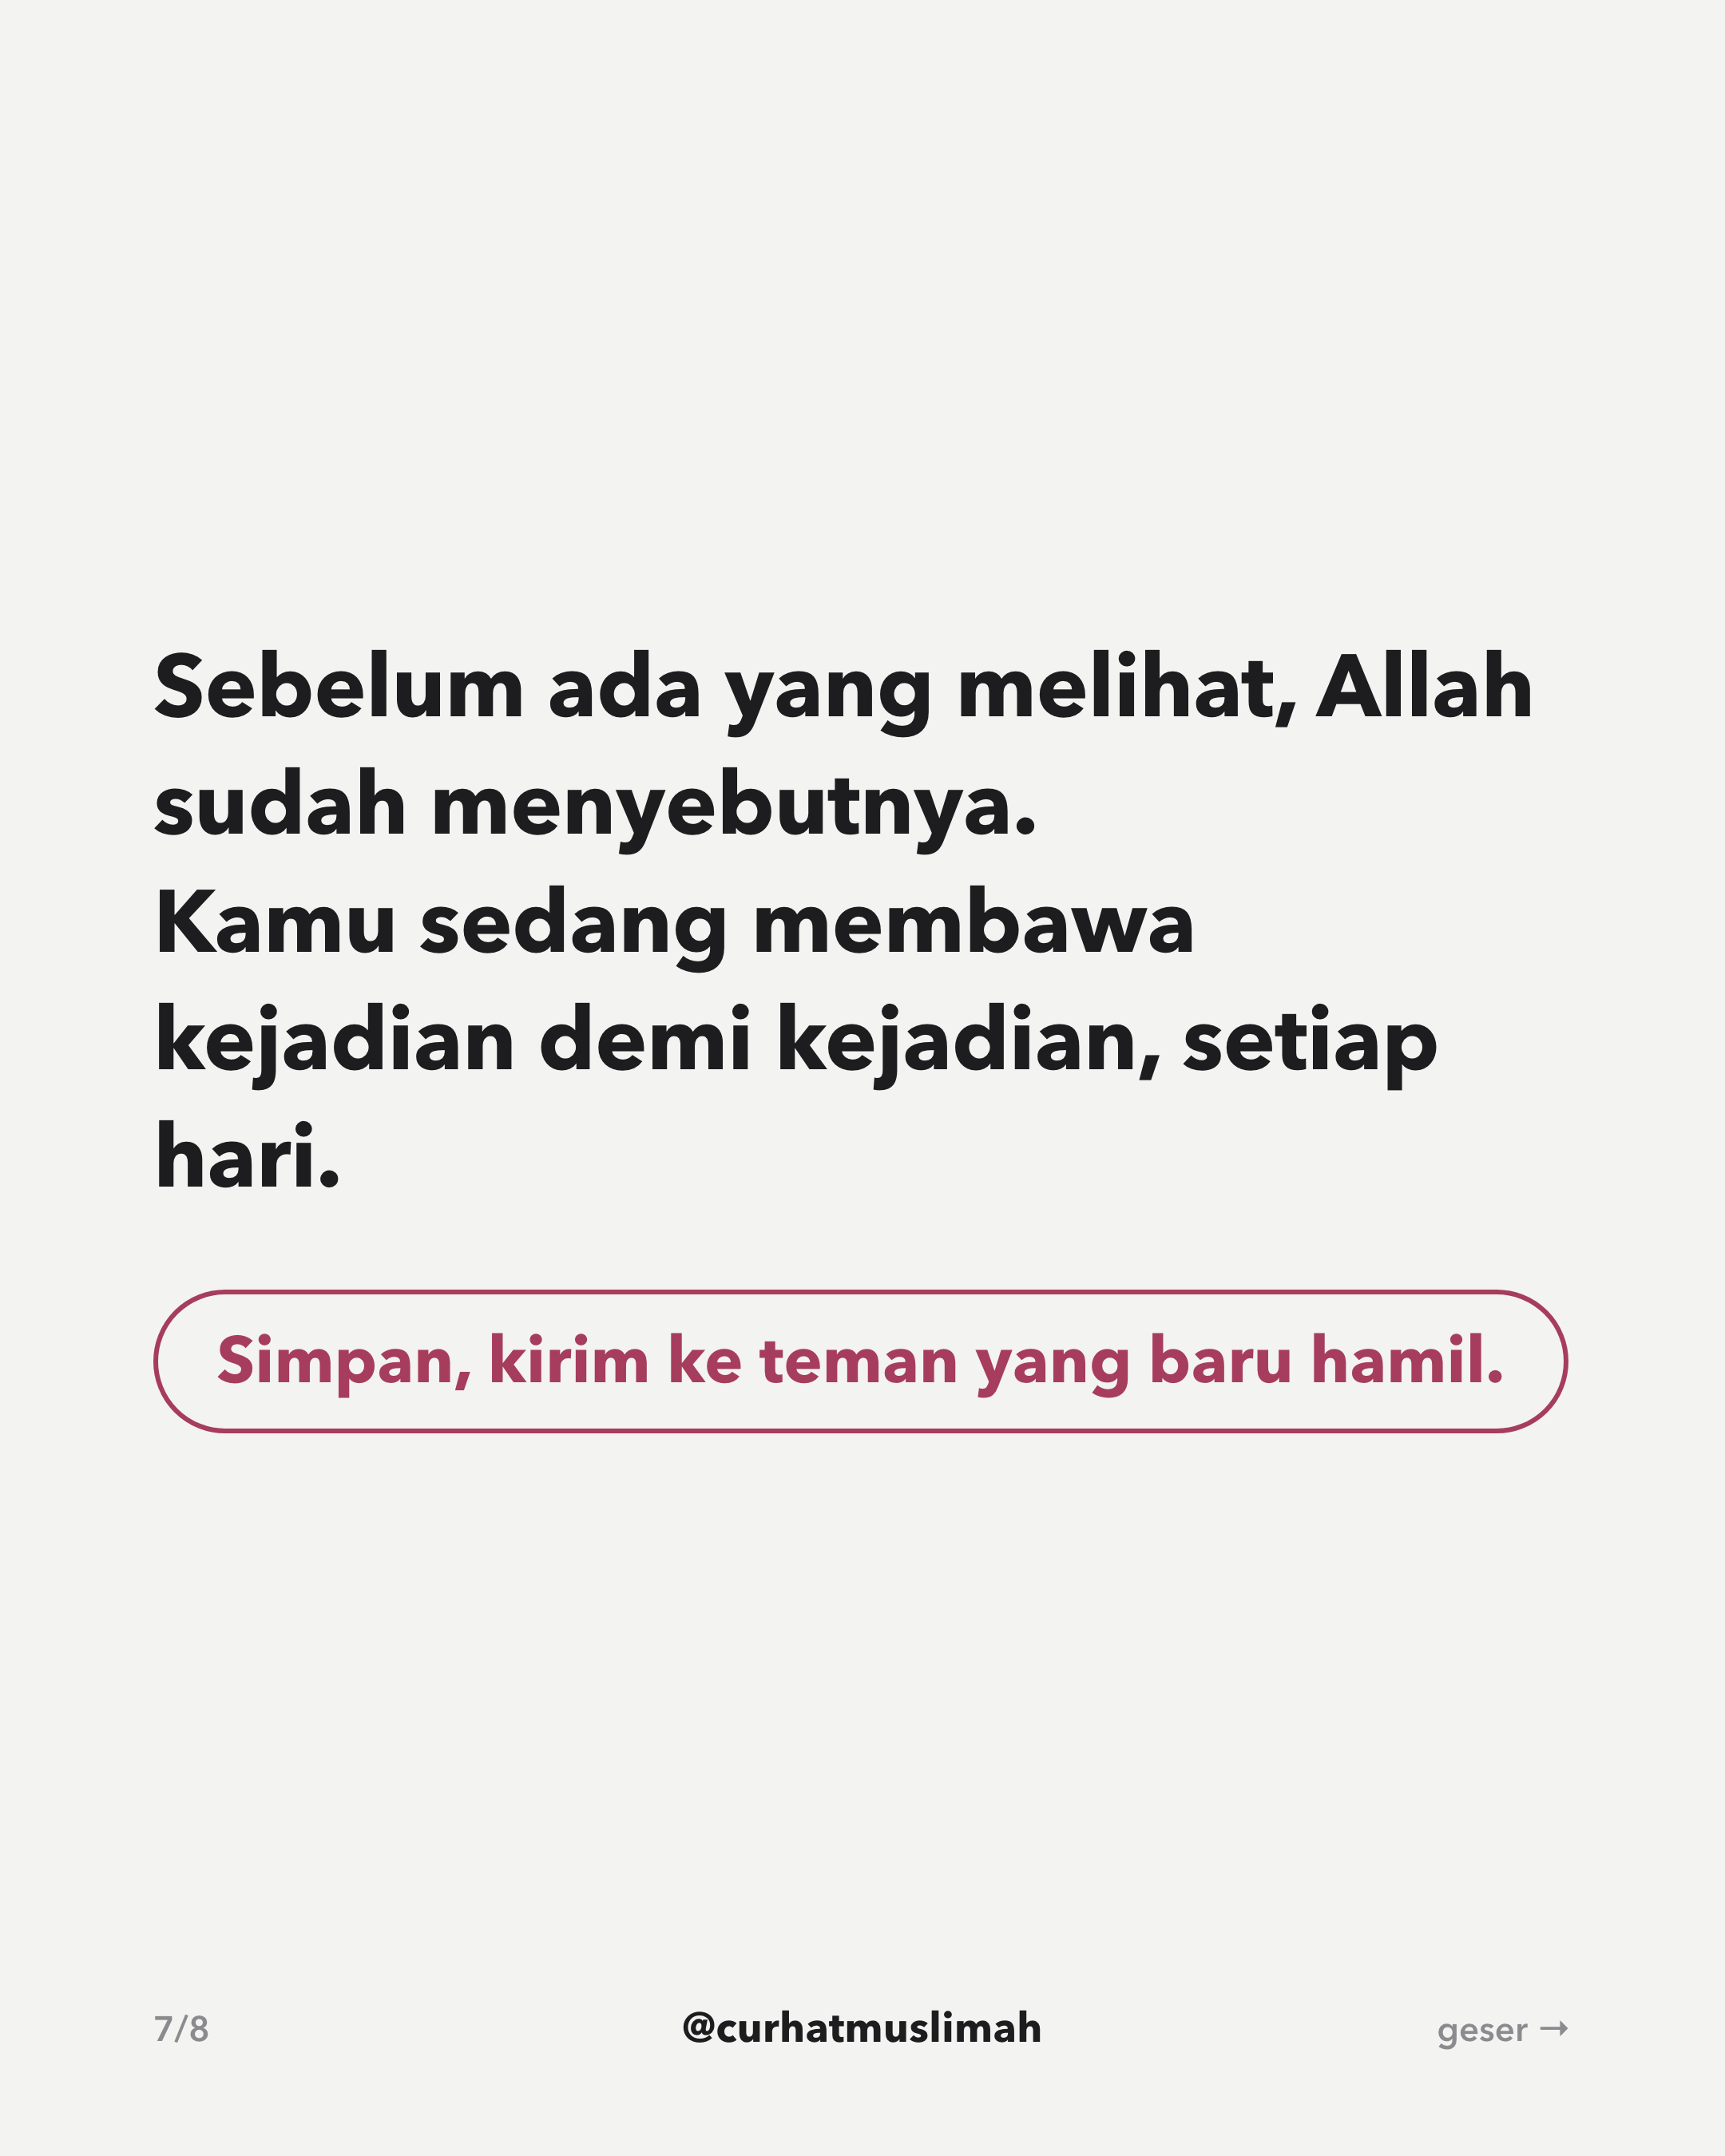 Sebelum ada yang melihat, Allah
sudah menyebutnya.
Kamu sedang membawa
kejadian demi kejadian, setiap
hari.
Simpan, kirim ke teman yang baru hamil.
7/8
@curhatmuslimah
geser →